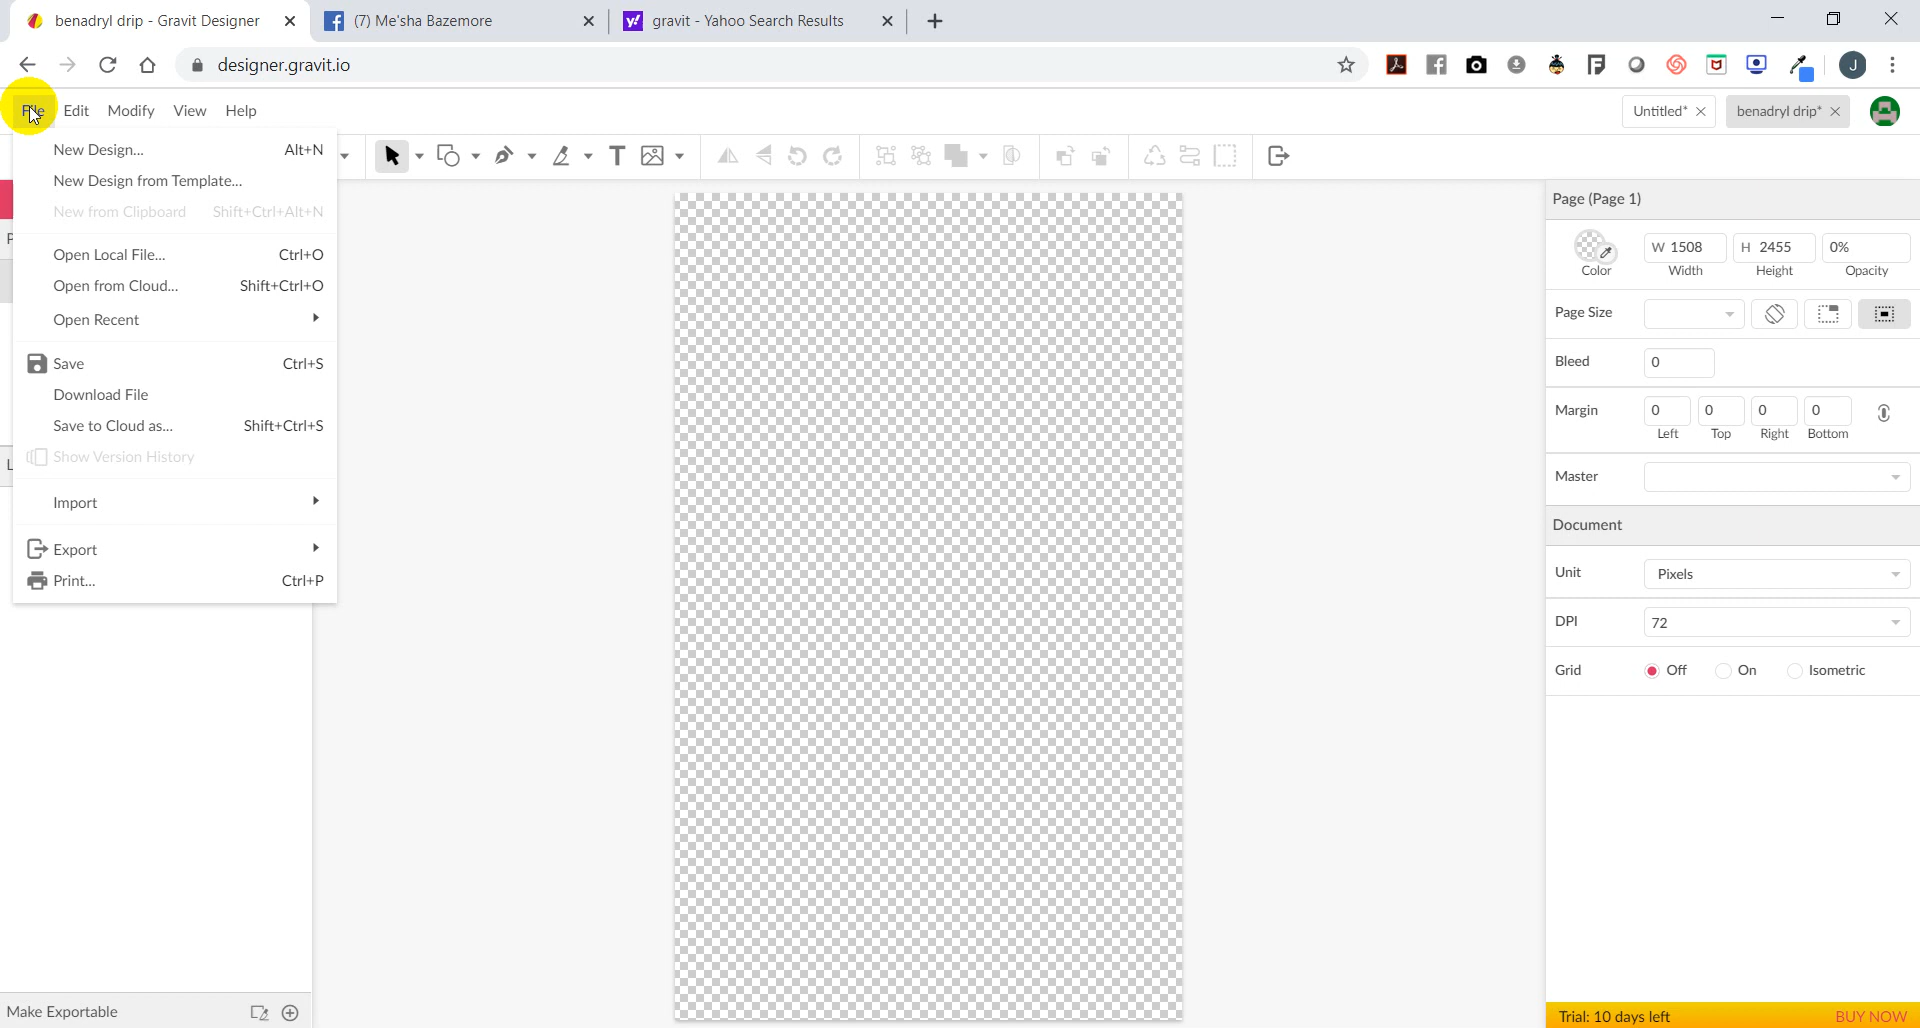 benadryl drip - Gravit Designer
(7) Me'sha Bazemore
gravit - Yahoo Search Results
designer.gravit.io
J
File Edit Modify View Help
Untitled*
benadryl drip*
New Design... Alt+N
New Design from Template...
New from Clipboard Shift+Ctrl+Alt+N
Open Local File... Ctrl+O
Open from Cloud... Shift+Ctrl+O
Open Recent
Save Ctrl+S
Download File
Save to Cloud as... Shift+Ctrl+S
Show Version History
Import
Export
Print... Ctrl+P
Make Exportable
Page (Page 1)
W 1508 H 2455 0%
Color Width Height Opacity
Page Size
Bleed 0
Margin 0 0 0 0
Left Top Right Bottom
Master
Document
Unit Pixels
DPI 72
Grid Off On Isometric
Trial: 10 days left BUY NOW